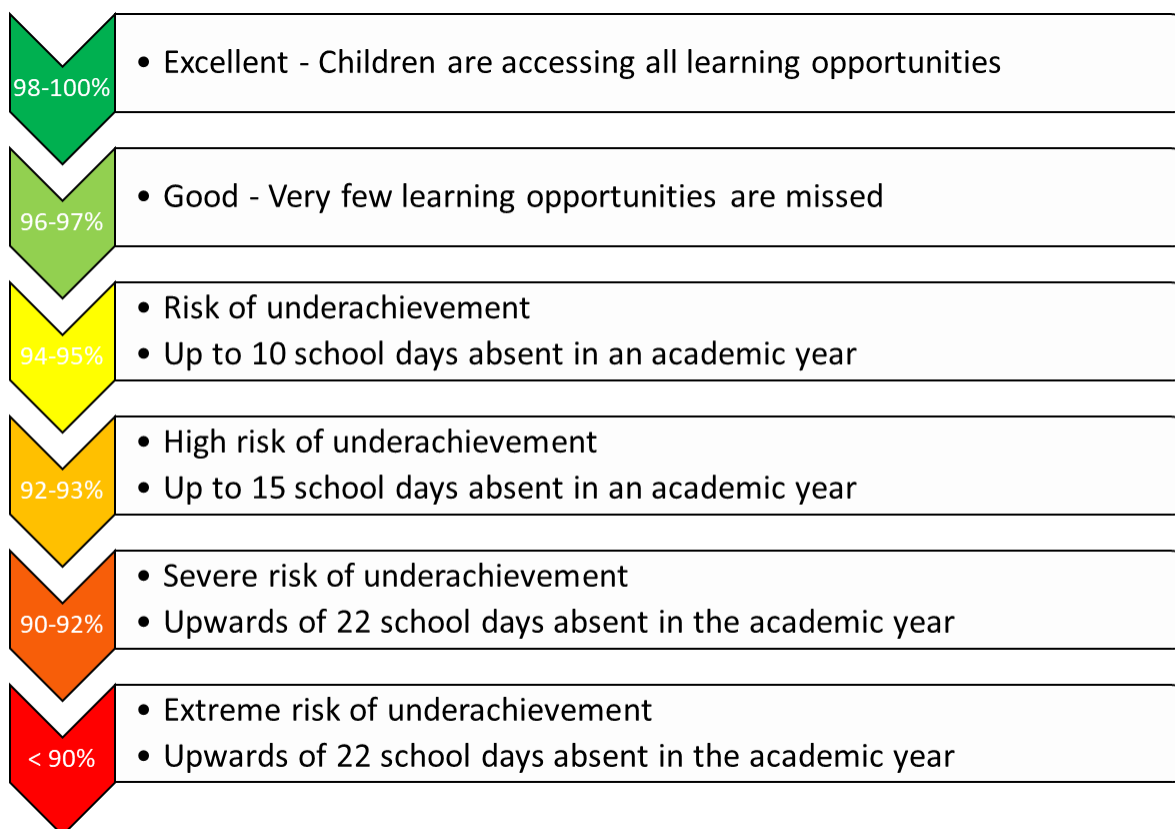 98-100%
• Excellent - Children are accessing all learning opportunities
96-97%
• Good - Very few learning opportunities are missed
94-95%
• Risk of underachievement
• Up to 10 school days absent in an academic year
92-93%
• High risk of underachievement
• Up to 15 school days absent in an academic year
90-92%
• Severe risk of underachievement
• Upwards of 22 school days absent in the academic year
< 90%
• Extreme risk of underachievement
• Upwards of 22 school days absent in the academic year